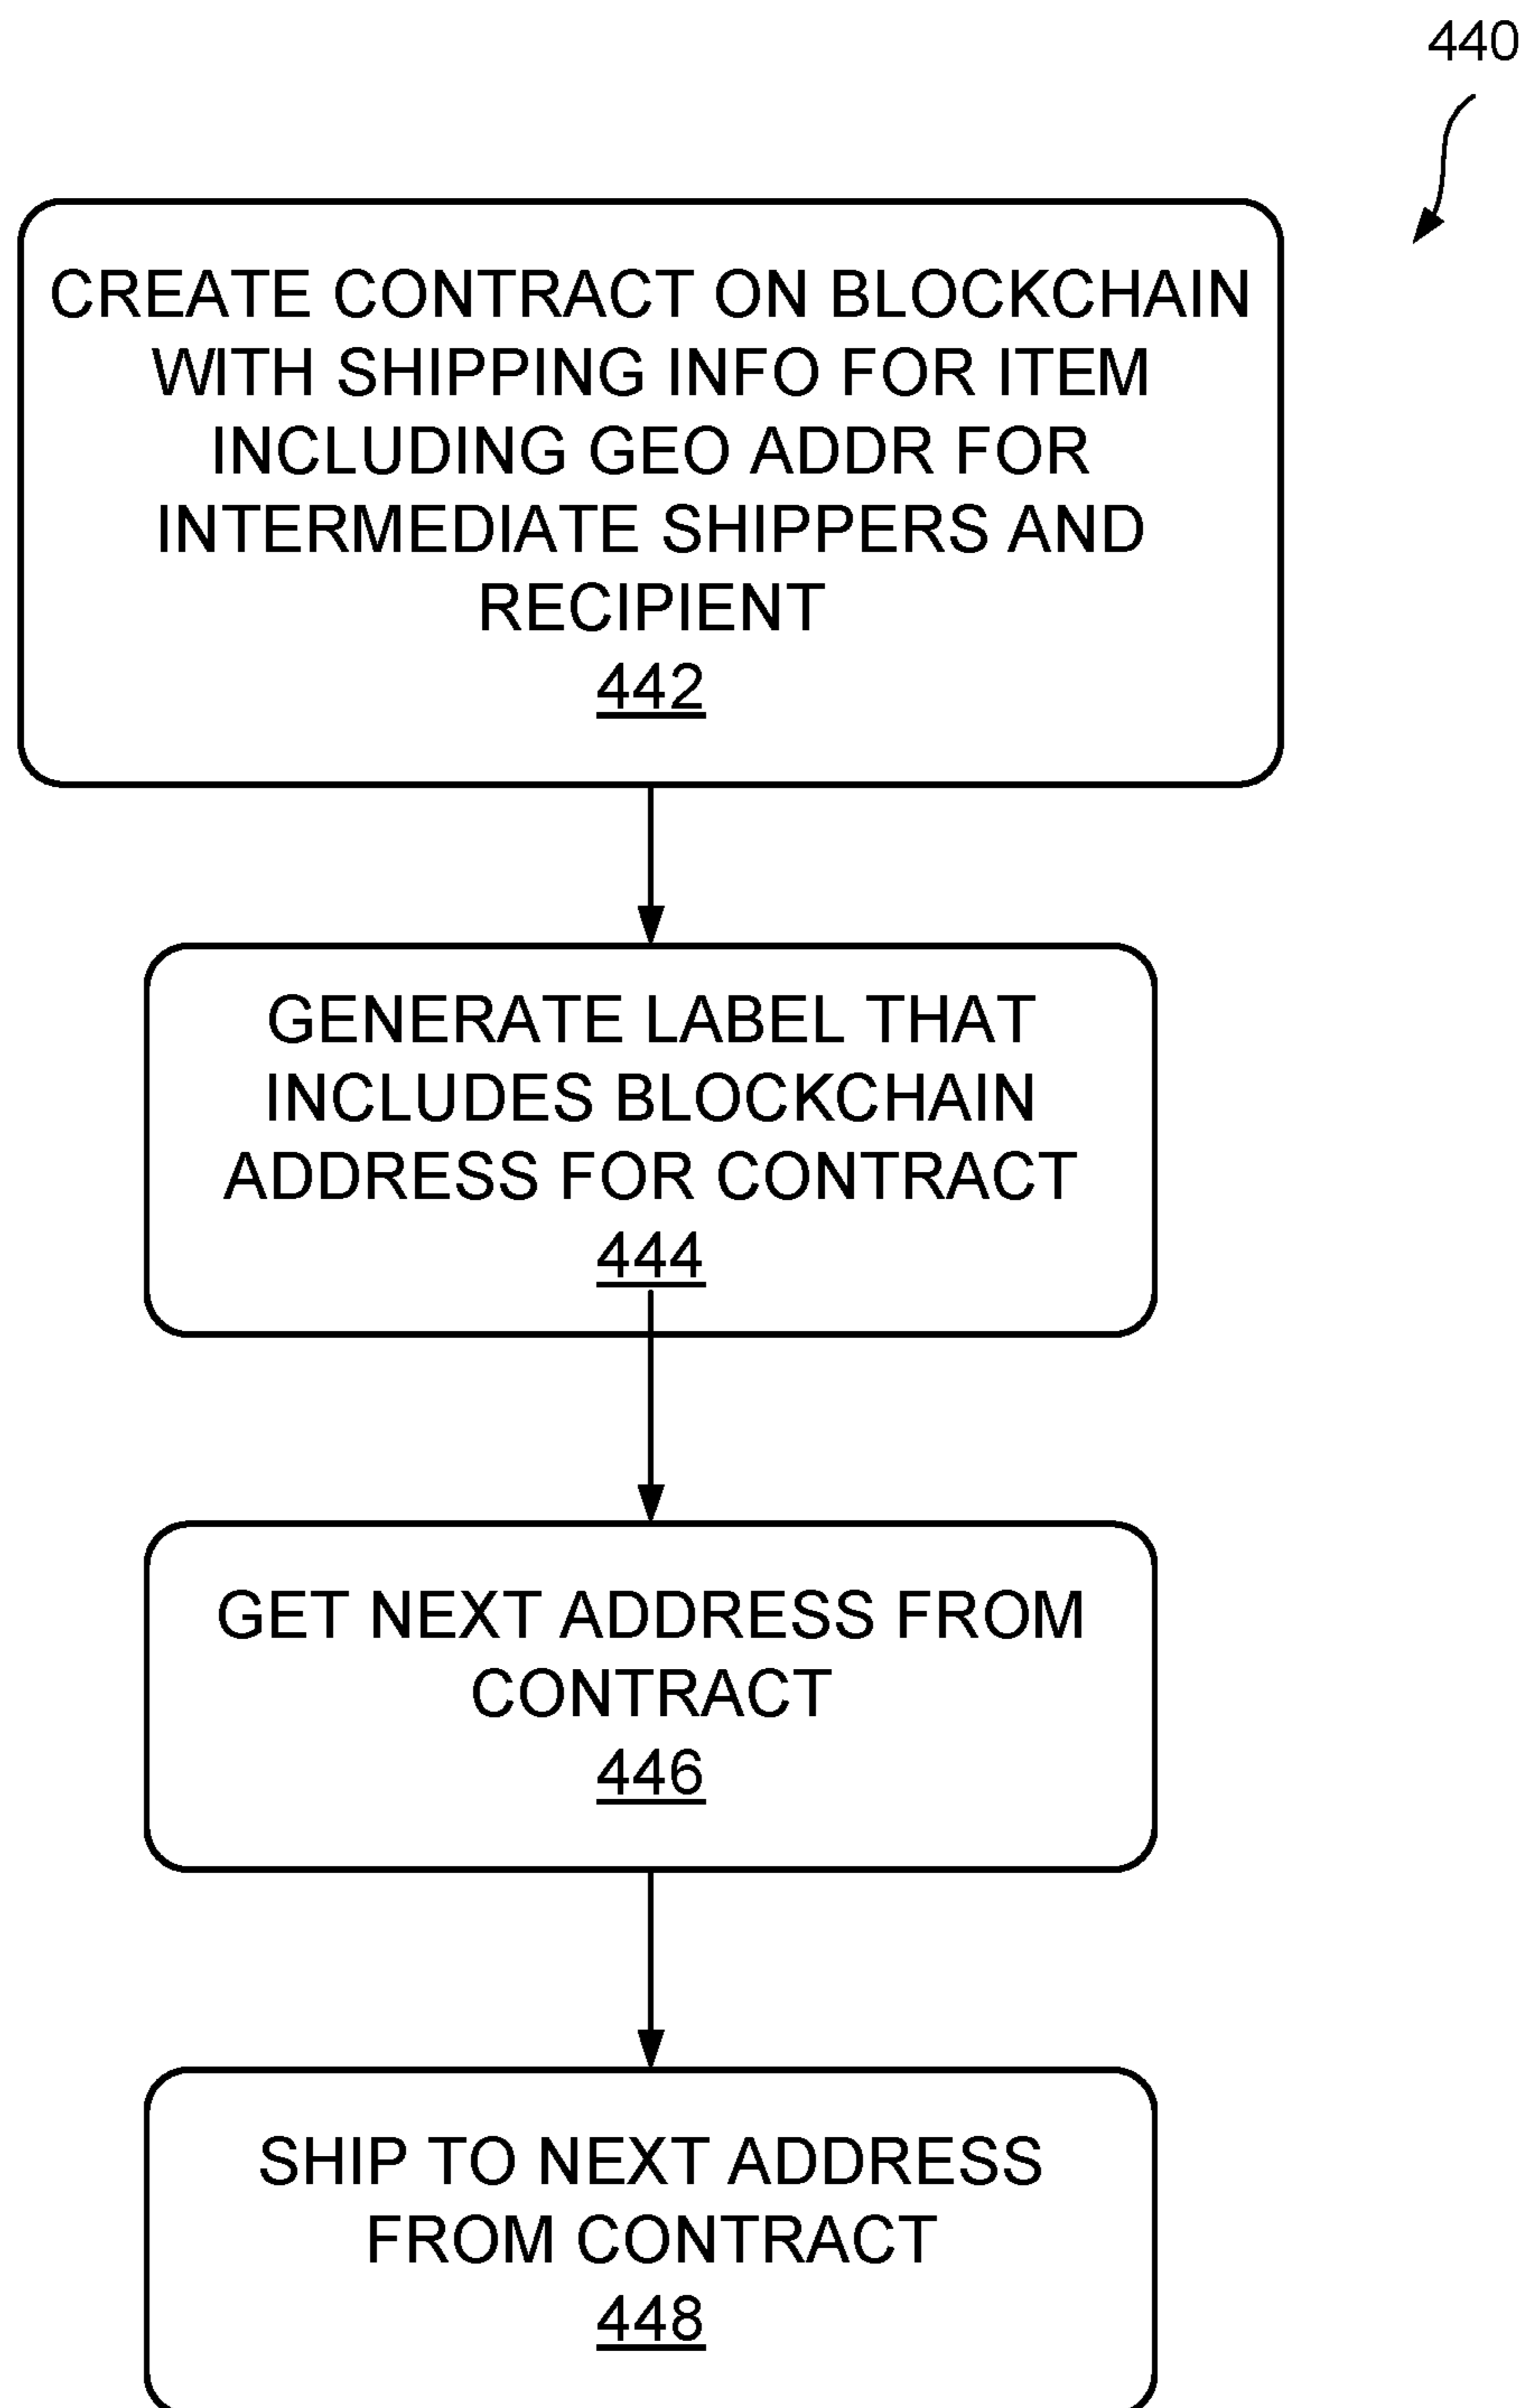 440
CREATE CONTRACT ON BLOCKCHAIN
WITH SHIPPING INFO FOR ITEM
INCLUDING GEO ADDR FOR
INTERMEDIATE SHIPPERS AND
RECIPIENT
442
GENERATE LABEL THAT
INCLUDES BLOCKCHAIN
ADDRESS FOR CONTRACT
444
GET NEXT ADDRESS FROM
CONTRACT
446
SHIP TO NEXT ADDRESS
FROM CONTRACT
448